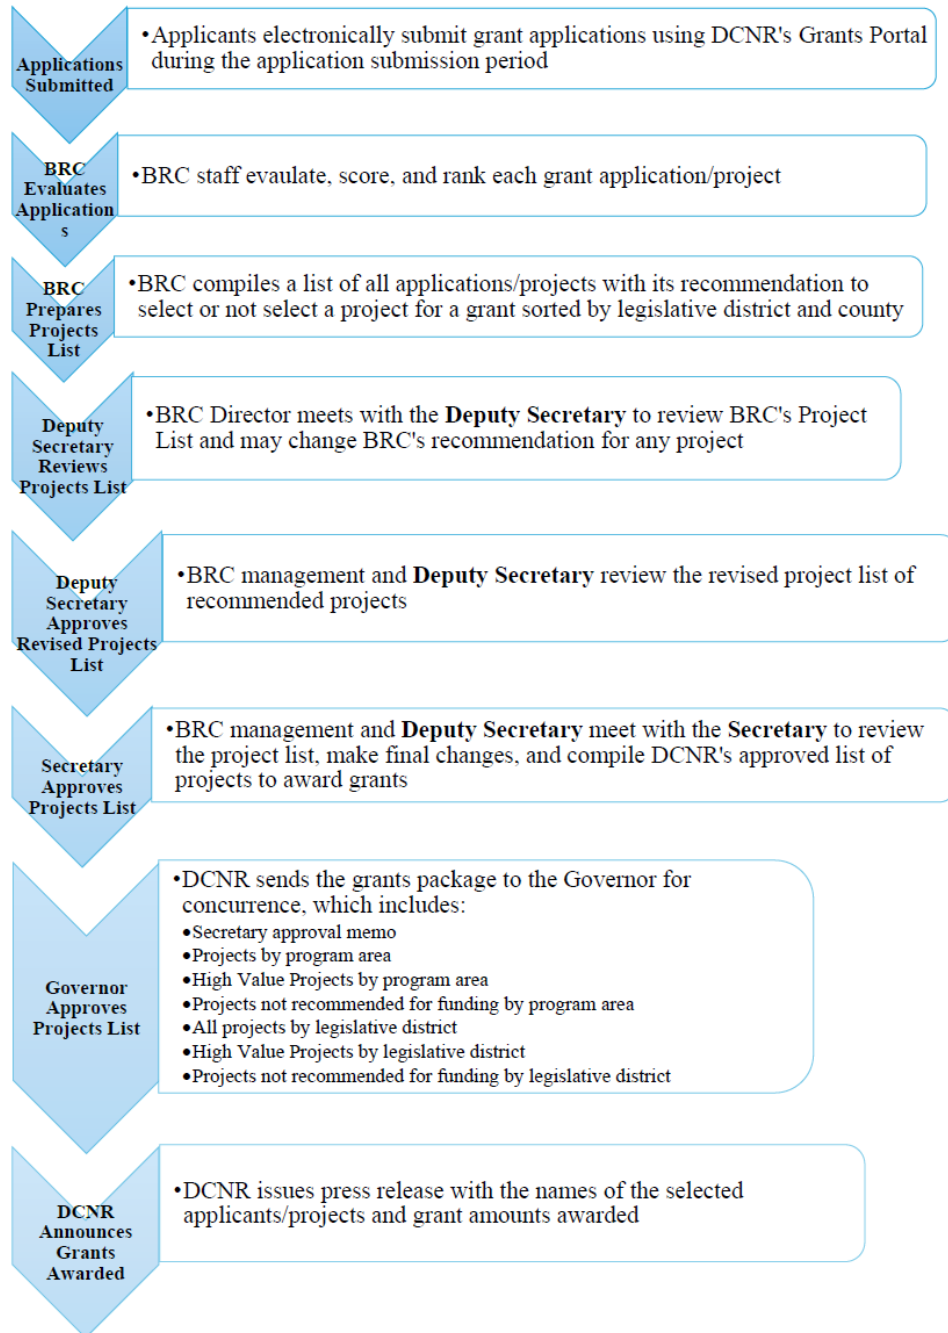 Applications
Submitted
•Applicants electronically submit grant applications using DCNR's Grants Portal
during the application submission period
BRC
Evaluates
Application
s
•BRC staff evaulate, score, and rank each grant application/project
BRC
Prepares
Projects
List
•BRC compiles a list of all applications/projects with its recommendation to
select or not select a project for a grant sorted by legislative district and county
Deputy
Secretary
Reviews
Projects List
•BRC Director meets with the Deputy Secretary to review BRC's Project
List and may change BRC's recommendation for any project
Deputy
Secretary
Approves
Revised Projects
List
•BRC management and Deputy Secretary review the revised project list of
recommended projects
Secretary
Approves
Projects List
•BRC management and Deputy Secretary meet with the Secretary to review
the project list, make final changes, and compile DCNR's approved list of
projects to award grants
Governor
Approves
Projects List
•DCNR sends the grants package to the Governor for
concurrence, which includes:
•Secretary approval memo
•Projects by program area
•High Value Projects by program area
•Projects not recommended for funding by program area
•All projects by legislative district
•High Value Projects by legislative district
•Projects not recommended for funding by legislative district
DCNR
Announces
Grants
Awarded
•DCNR issues press release with the names of the selected
applicants/projects and grant amounts awarded